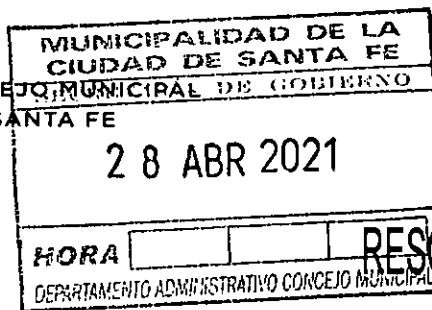 MUNICIPALIDAD DE LA
CIUDAD DE SANTA FE
EJO MUNICIPAL DE GOBIERNO
SANTA FE
28 ABR 2021
HORA
RES
DEPARTAMENTO ADMINISTRATIVO CONCEJO MUNICIPAL